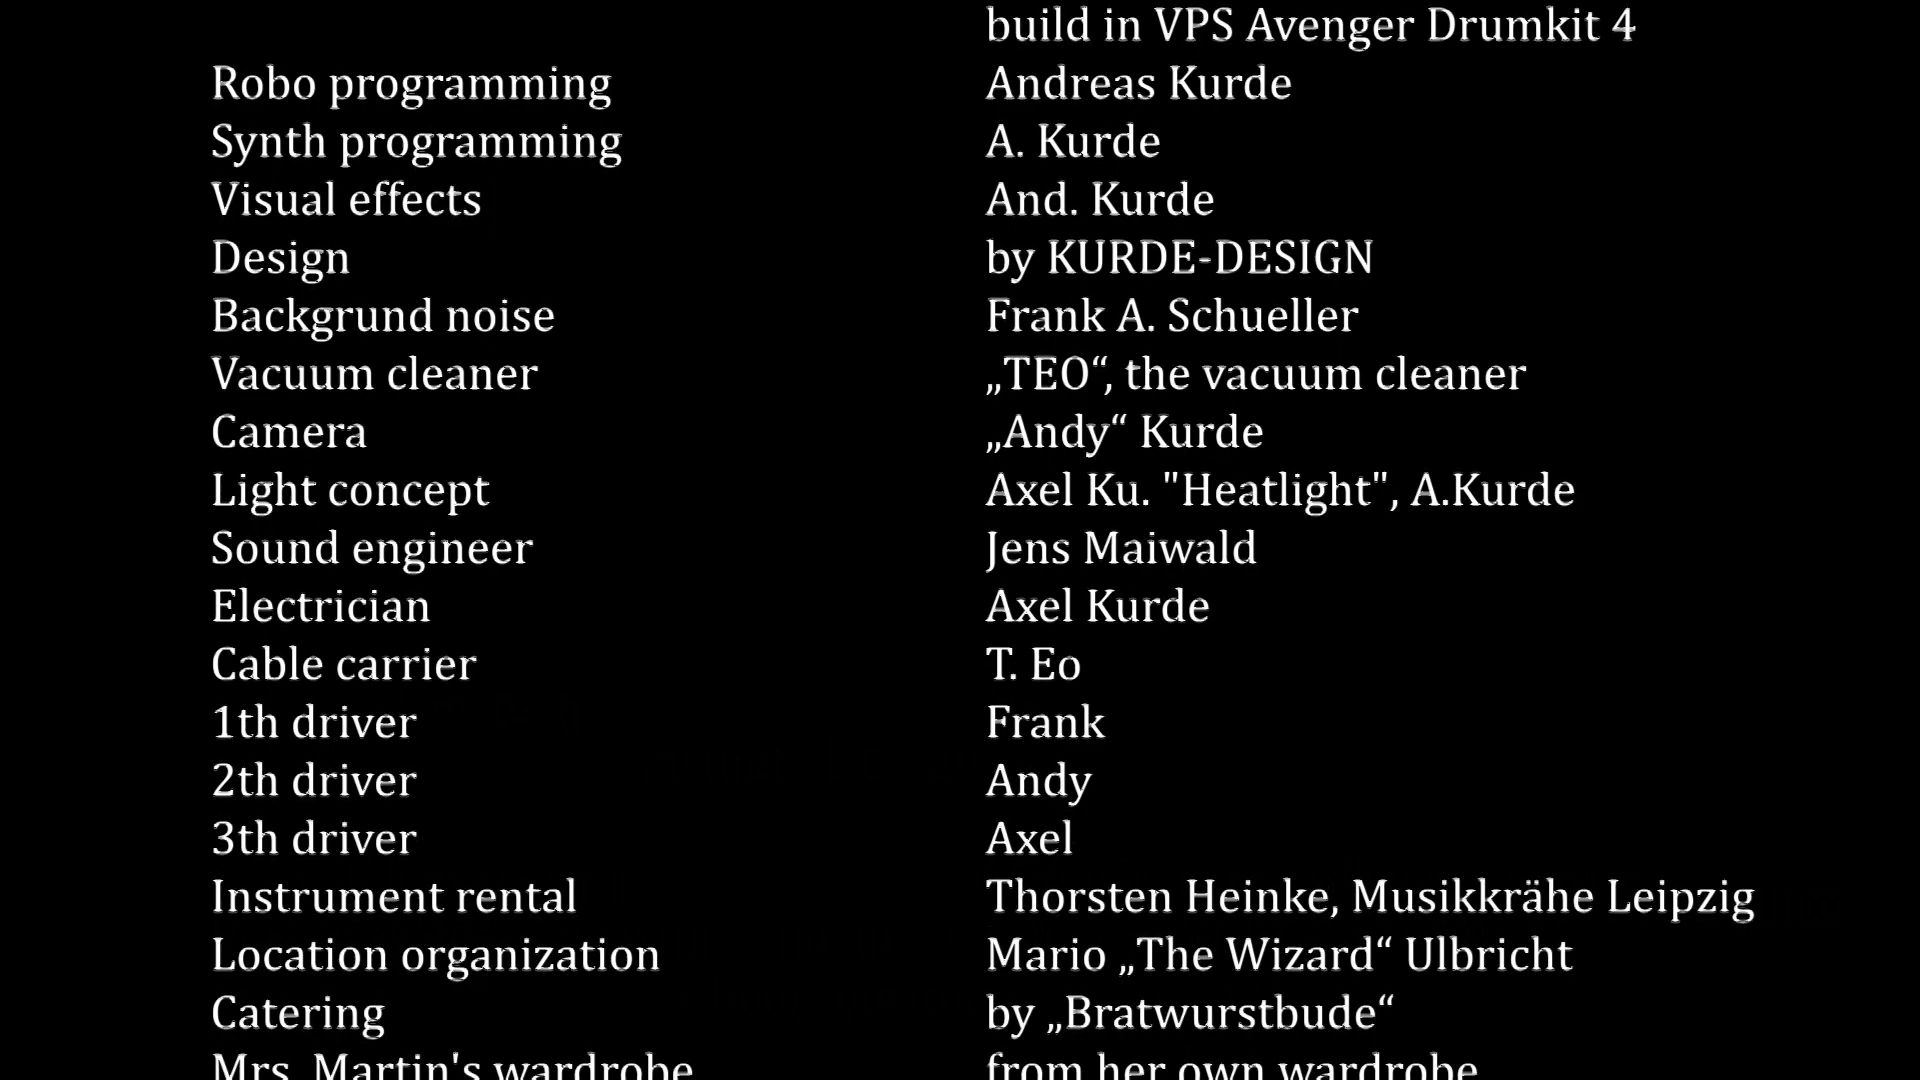 build in VPS Avenger Drumkit 4
Robo programming Andreas Kurde
Synth programming A. Kurde
Visual effects And. Kurde
Design by KURDE-DESIGN
Backgrund noise Frank A. Schueller
Vacuum cleaner „TEO“, the vacuum cleaner
Camera „Andy“ Kurde
Light concept Axel Ku. "Heatlight", A.Kurde
Sound engineer Jens Maiwald
Electrician Axel Kurde
Cable carrier T. Eo
1th driver Frank
2th driver Andy
3th driver Axel
Instrument rental Thorsten Heinke, Musikkrähe Leipzig
Location organization Mario „The Wizard“ Ulbricht
Catering by „Bratwurstbude“
Mrs. Martin's wardrobe from her own wardrobe